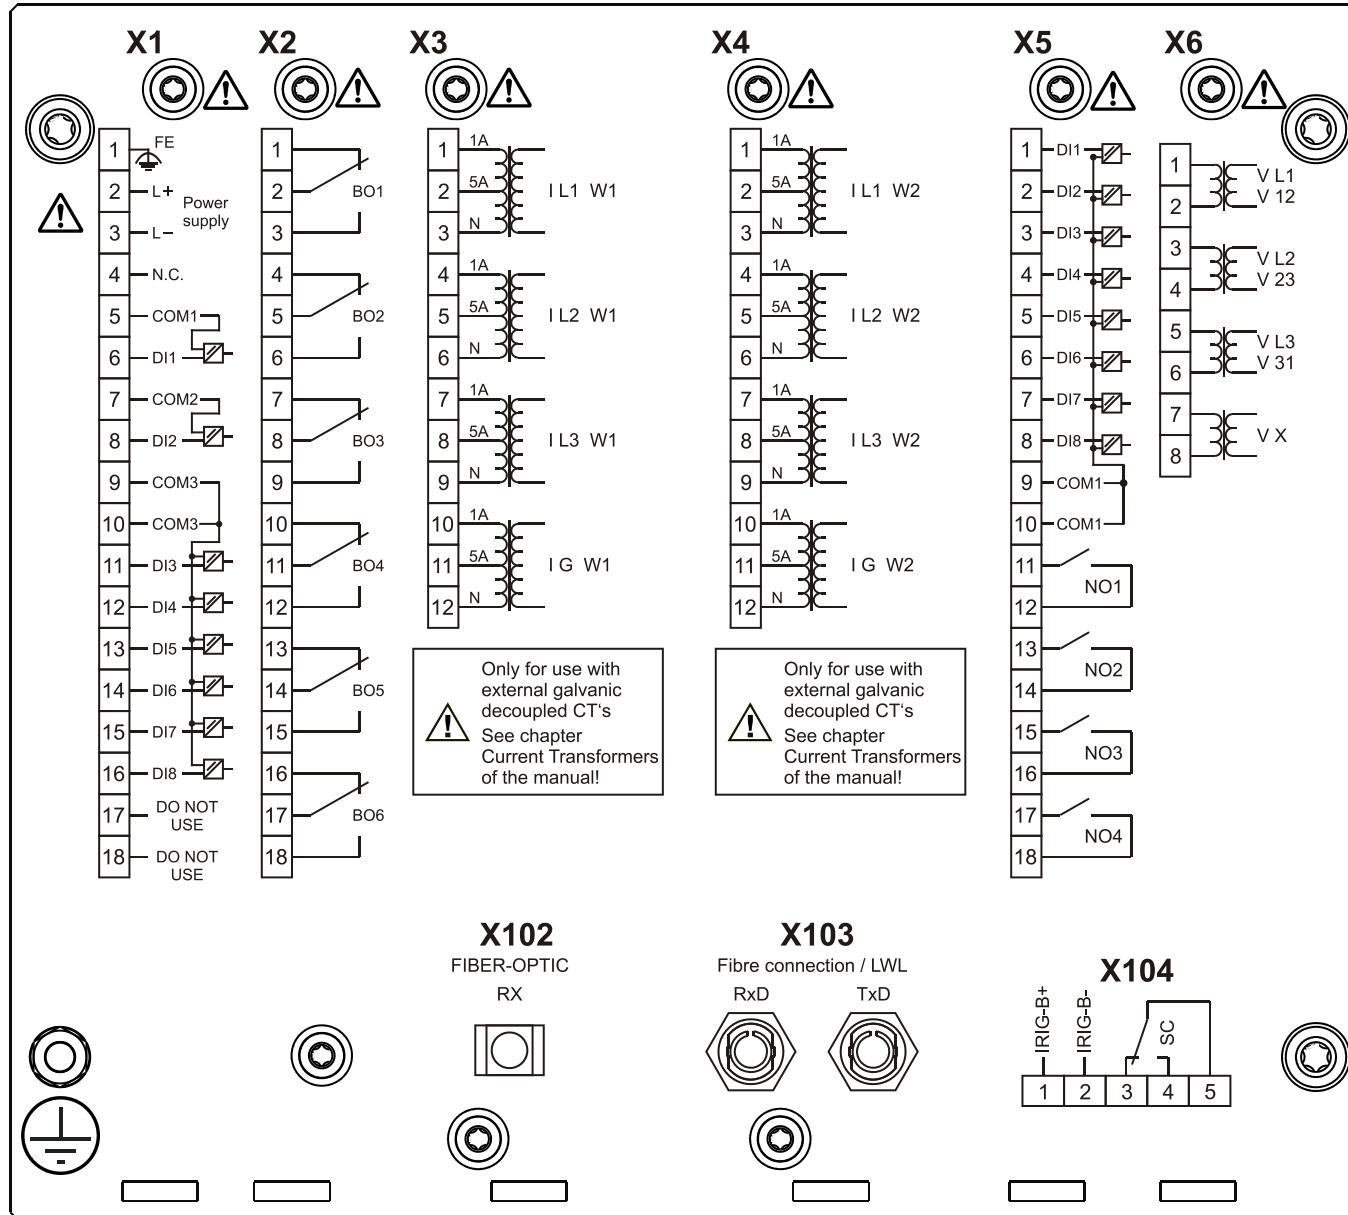 X1
X2
X3
X4
X5
X6
1 FE
2 L+
Power
supply
3 L–
4 N.C.
5 COM1
6 DI1
7 COM2
8 DI2
9 COM3
10 COM3
11 DI3
12 DI4
13 DI5
14 DI6
15 DI7
16 DI8
17 DO NOT
USE
18 DO NOT
USE
1
2 BO1
3
4
5 BO2
6
7
8 BO3
9
10
11 BO4
12
13
14 BO5
15
16
17 BO6
18
1 1A
2 5A I L1 W1
3 N
4 1A
5 5A I L2 W1
6 N
7 1A
8 5A I L3 W1
9 N
10 1A
11 5A I G W1
12 N
Only for use with
external galvanic
decoupled CT‘s
See chapter
Current Transformers
of the manual!
1 1A
2 5A I L1 W2
3 N
4 1A
5 5A I L2 W2
6 N
7 1A
8 5A I L3 W2
9 N
10 1A
11 5A I G W2
12 N
Only for use with
external galvanic
decoupled CT‘s
See chapter
Current Transformers
of the manual!
1 DI1
2 DI2
3 DI3
4 DI4
5 DI5
6 DI6
7 DI7
8 DI8
9 COM1
10 COM1
11
NO1
12
13
NO2
14
15
NO3
16
17
NO4
18
1 V L1
2 V 12
3 V L2
4 V 23
5 V L3
6 V 31
7
V X
8
X102
FIBER-OPTIC
RX
X103
Fibre connection / LWL
RxD TxD
X104
IRIG-B+
IRIG-B-
SC
1 2 3 4 5